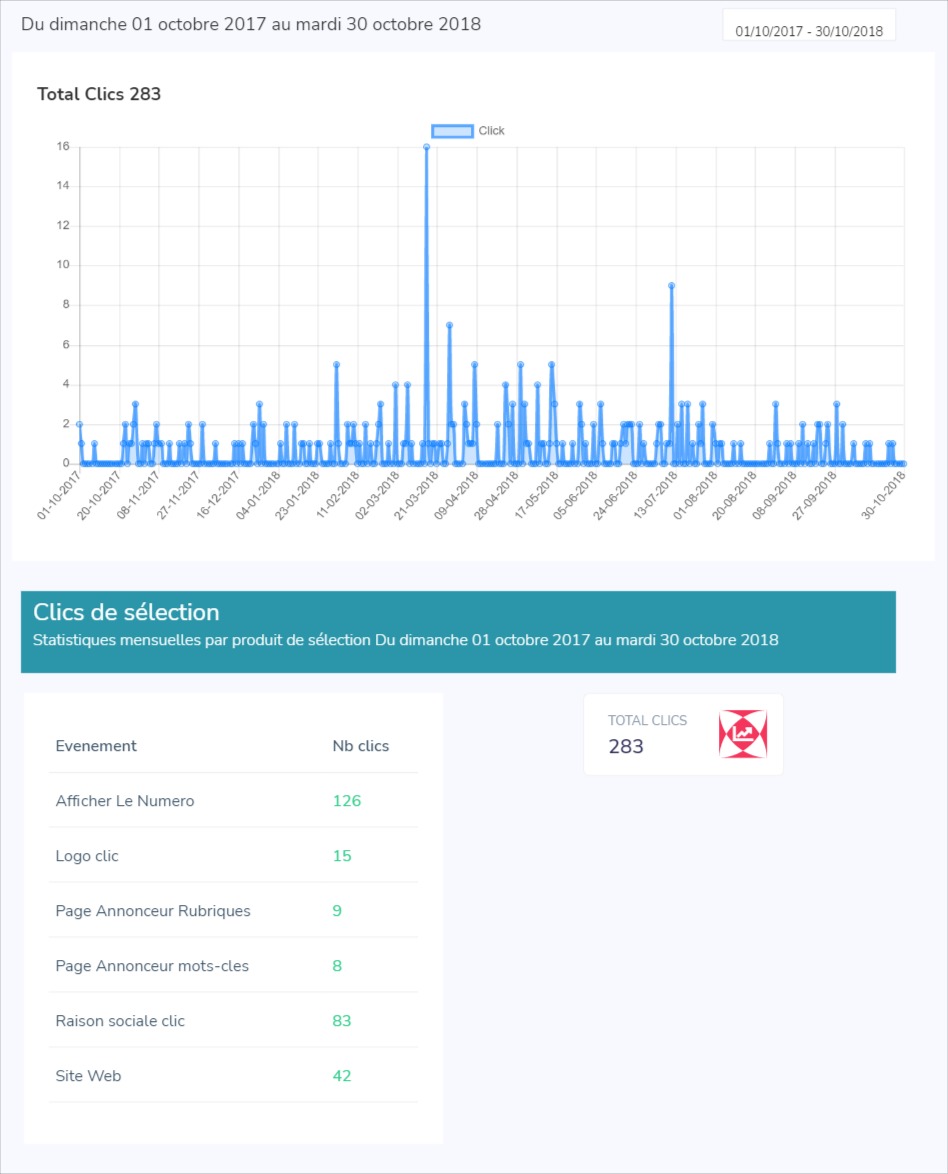 Du dimanche 01 octobre 2017 au mardi 30 octobre 2018
01/10/2017 - 30/10/2018
Total Clics 283
Click
16
14
12
10
8
6
4
2
0
01-10-2017
20-10-2017
08-11-2017
27-11-2017
16-12-2017
04-01-2018
23-01-2018
11-02-2018
02-03-2018
21-03-2018
09-04-2018
28-04-2018
17-05-2018
05-06-2018
24-06-2018
13-07-2018
01-08-2018
20-08-2018
08-09-2018
27-09-2018
30-10-2018
Clics de sélection
Statistiques mensuelles par produit de sélection Du dimanche 01 octobre 2017 au mardi 30 octobre 2018
Evenement Nb clics
Afficher Le Numero 126
Logo clic 15
Page Annonceur Rubriques 9
Page Annonceur mots-cles 8
Raison sociale clic 83
Site Web 42
TOTAL CLICS
283